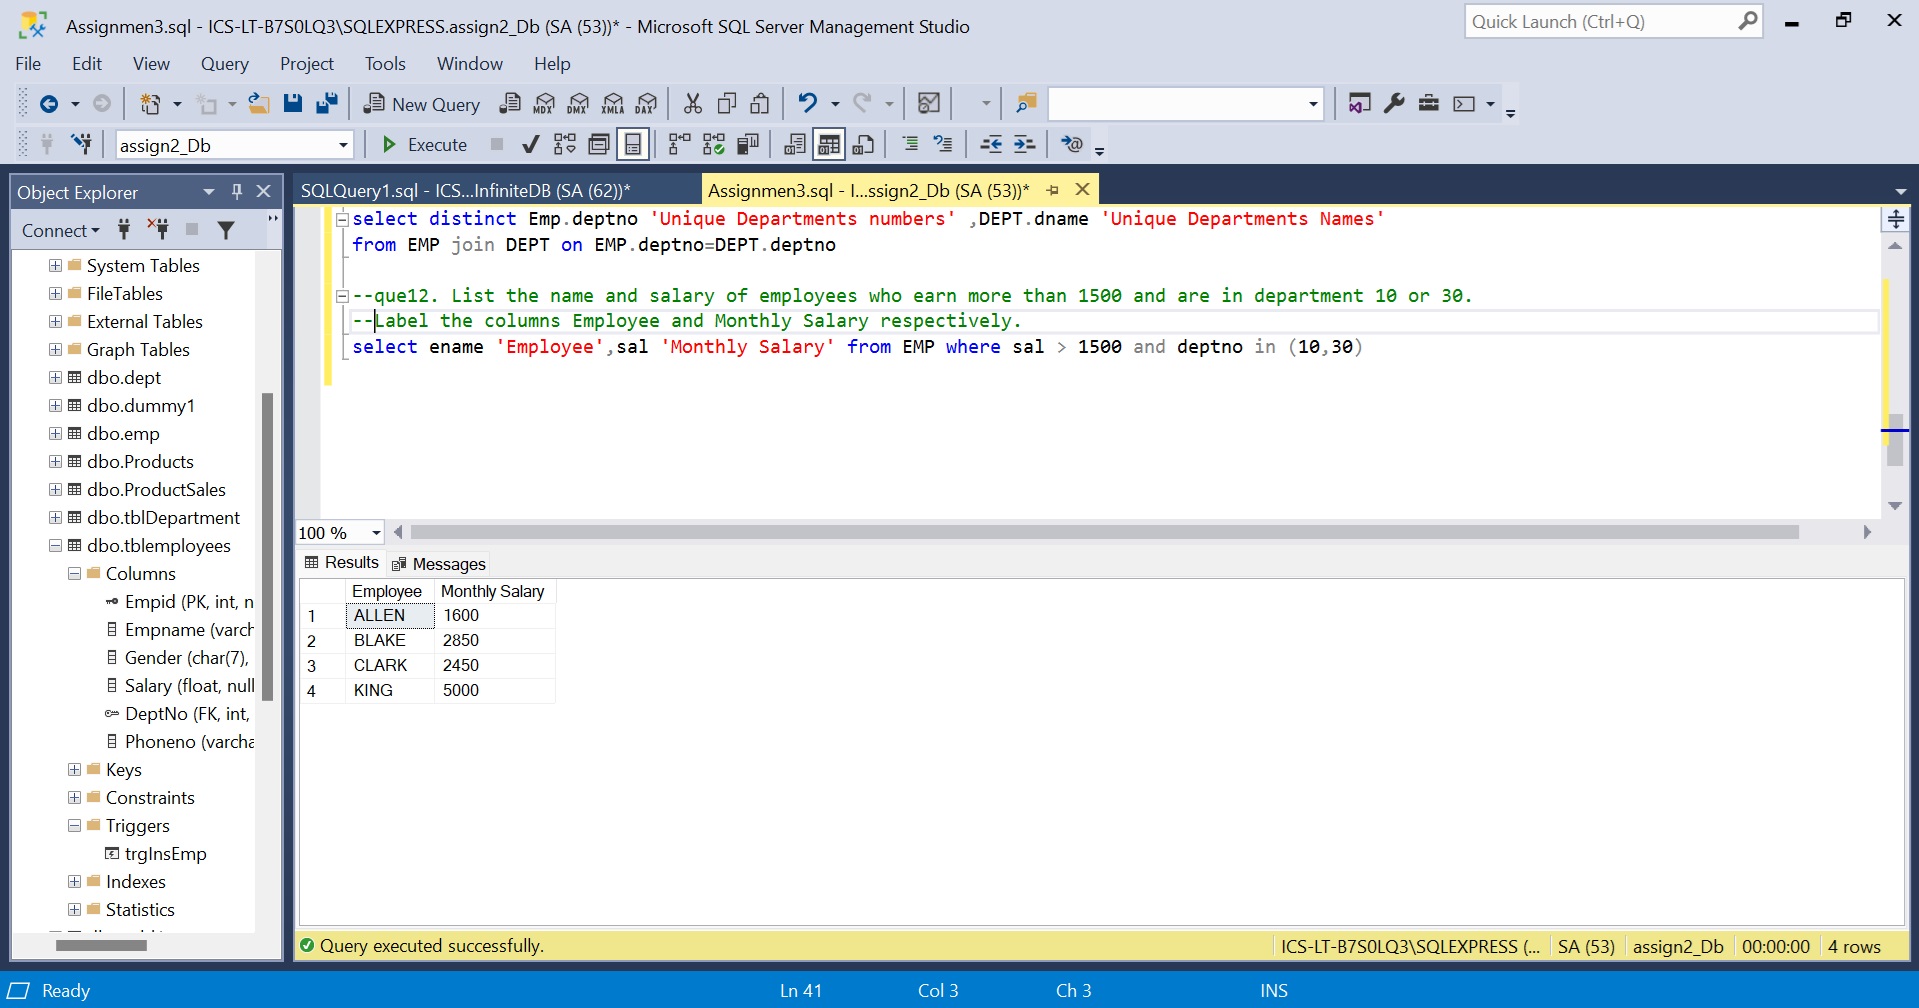 Assignmen3.sql - ICS-LT-B7S0LQ3\SQLEXPRESS.assign2_Db (SA (53))* - Microsoft SQL Server Management Studio
Quick Launch (Ctrl+Q)
File Edit View Query Project Tools Window Help
New Query MDX DMX XMLA DAX
assign2_Db Execute
Object Explorer
SQLQuery1.sql - ICS...InfiniteDB (SA (62))* Assignmen3.sql - I...ssign2_Db (SA (53))*
Connect
System Tables
FileTables
External Tables
Graph Tables
dbo.dept
dbo.dummy1
dbo.emp
dbo.Products
dbo.ProductSales
dbo.tblDepartment
dbo.tblemployees
Columns
Empid (PK, int, n
Empname (varch
Gender (char(7),
Salary (float, null
DeptNo (FK, int,
Phoneno (varcha
Keys
Constraints
Triggers
trgInsEmp
Indexes
Statistics
select distinct Emp.deptno 'Unique Departments numbers' ,DEPT.dname 'Unique Departments Names'
from EMP join DEPT on EMP.deptno=DEPT.deptno
--que12. List the name and salary of employees who earn more than 1500 and are in department 10 or 30.
--Label the columns Employee and Monthly Salary respectively.
select ename 'Employee',sal 'Monthly Salary' from EMP where sal > 1500 and deptno in (10,30)
100 %
Results Messages
Employee Monthly Salary
1 ALLEN 1600
2 BLAKE 2850
3 CLARK 2450
4 KING 5000
Query executed successfully. ICS-LT-B7S0LQ3\SQLEXPRESS (... SA (53) assign2_Db 00:00:00 4 rows
Ready Ln 41 Col 3 Ch 3 INS